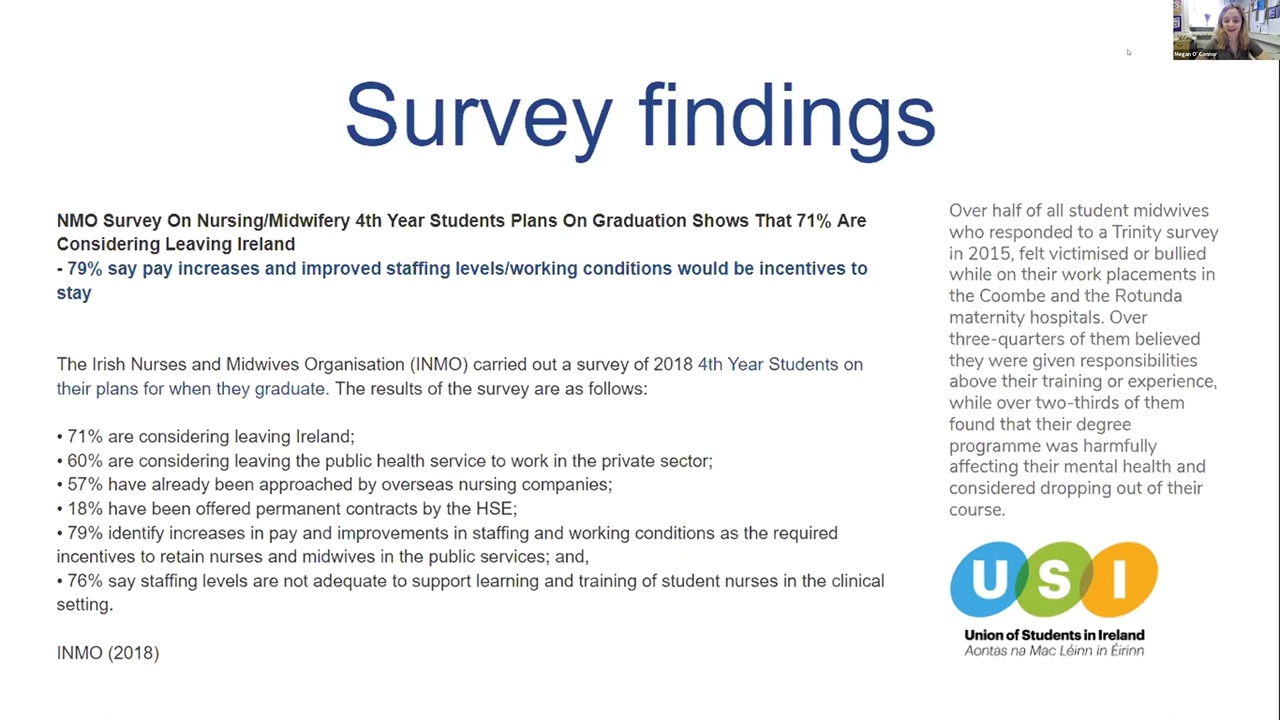 Megan O' Connor
Survey findings
NMO Survey On Nursing/Midwifery 4th Year Students Plans On Graduation Shows That 71% Are
Considering Leaving Ireland
- 79% say pay increases and improved staffing levels/working conditions would be incentives to
stay
The Irish Nurses and Midwives Organisation (INMO) carried out a survey of 2018 4th Year Students on
their plans for when they graduate. The results of the survey are as follows:
• 71% are considering leaving Ireland;
• 60% are considering leaving the public health service to work in the private sector;
• 57% have already been approached by overseas nursing companies;
• 18% have been offered permanent contracts by the HSE;
• 79% identify increases in pay and improvements in staffing and working conditions as the required
incentives to retain nurses and midwives in the public services; and,
• 76% say staffing levels are not adequate to support learning and training of student nurses in the clinical
setting.
INMO (2018)
Over half of all student midwives
who responded to a Trinity survey
in 2015, felt victimised or bullied
while on their work placements in
the Coombe and the Rotunda
maternity hospitals. Over
three-quarters of them believed
they were given responsibilities
above their training or experience,
while over two-thirds of them
found that their degree
programme was harmfully
affecting their mental health and
considered dropping out of their
course.
USI
Union of Students in Ireland
Aontas na Mac Léinn in Éirinn